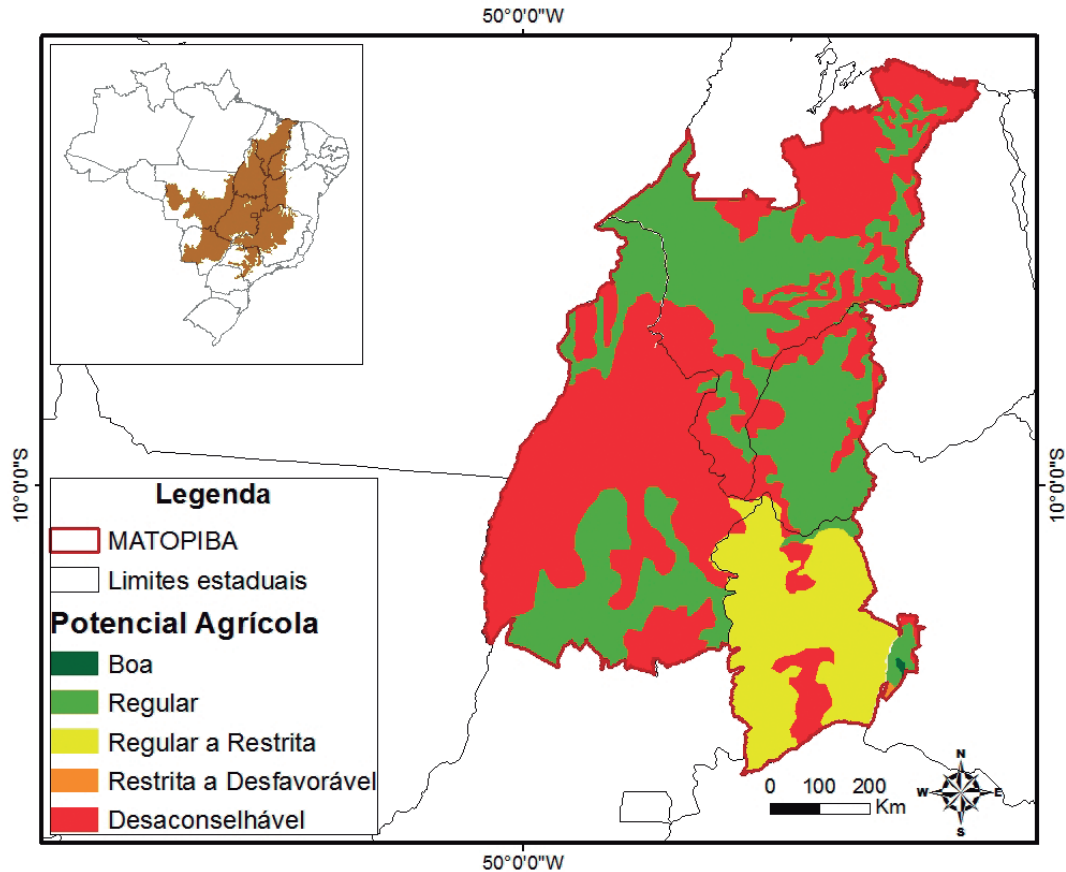 50°0'0"W
10°0'0"S
10°0'0"S
Legenda
MATOPIBA
Limites estaduais
Potencial Agrícola
Boa
Regular
Regular a Restrita
Restrita a Desfavorável
Desaconselhável
0 100 200
Km
N
W E
S
50°0'0"W